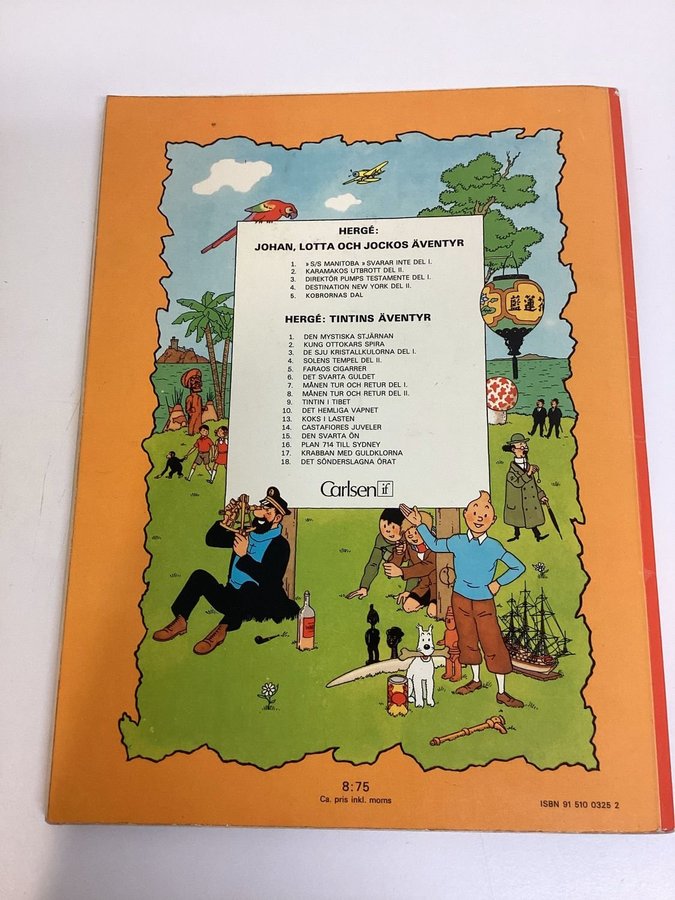 HERGÉ:
JOHAN, LOTTA OCH JOCKOS ÄVENTYR
1. »S/S MANITOBA» SVARAR INTE DEL I.
2. KARAMAKOS UTBROTT DEL II.
3. DIREKTÖR PUMPS TESTAMENTE DEL I.
4. DESTINATION NEW YORK DEL II.
5. KOBRORNAS DAL
HERGÉ: TINTINS ÄVENTYR
1. DEN MYSTISKA STJÄRNAN
2. KUNG OTTOKARS SPIRA
3. DE SJU KRISTALLKULORNA DEL I.
4. SOLENS TEMPEL DEL II.
5. FARAOS CIGARRER
6. DET SVARTA GULDET
7. MÅNEN TUR OCH RETUR DEL I.
8. MÅNEN TUR OCH RETUR DEL II.
9. TINTIN I TIBET
10. DET HEMLIGA VAPNET
13. KOKS I LASTEN
14. CASTAFIORES JUVELER
15. DEN SVARTA ÖN
16. PLAN 714 TILL SYDNEY
17. KRABBAN MED GULDKLORNA
18. DET SÖNDERSLAGNA ÖRAT
Carlsen if
藍蓮
8:75
Ca. pris inkl. moms
ISBN 91 510 0325 2